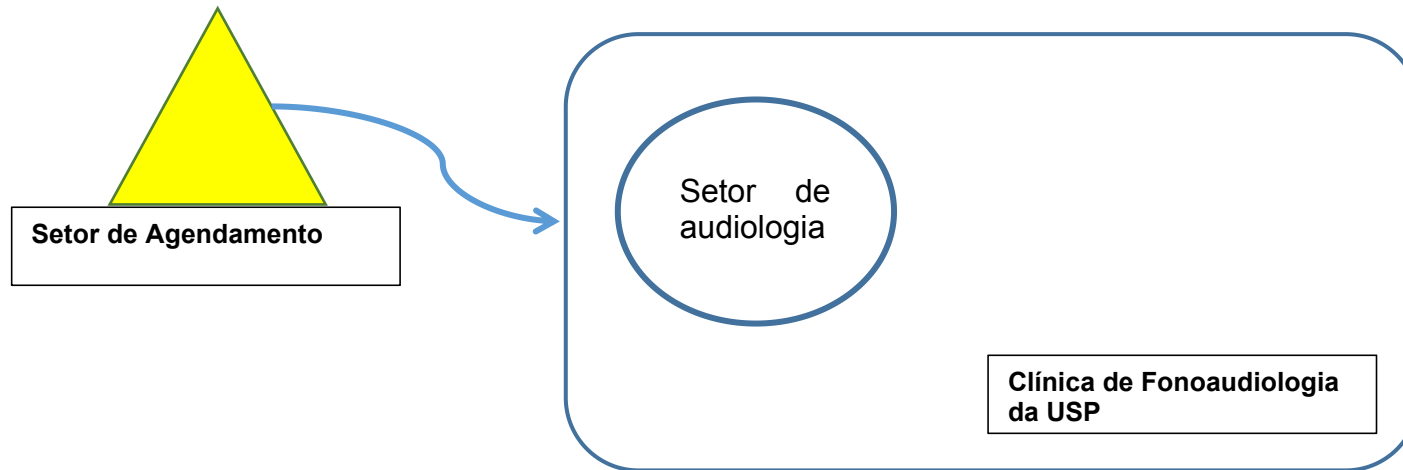 Setor de Agendamento
Setor de
audiologia
Clínica de Fonoaudiologia
da USP